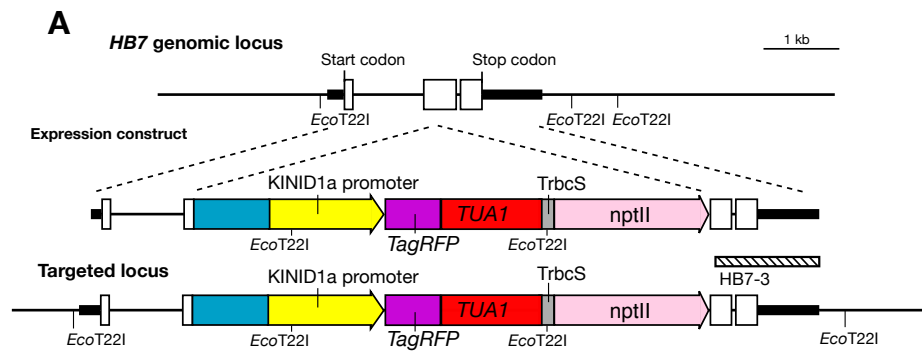 A
HB7 genomic locus
1 kb
Start codon
Stop codon
EcoT22I
EcoT22I
EcoT22I
Expression construct
KINID1a promoter
TrbcS
TUA1
nptII
EcoT22I
TagRFP
EcoT22I
Targeted locus
HB7-3
KINID1a promoter
TrbcS
TUA1
nptII
EcoT22I
EcoT22I
TagRFP
EcoT22I
EcoT22I